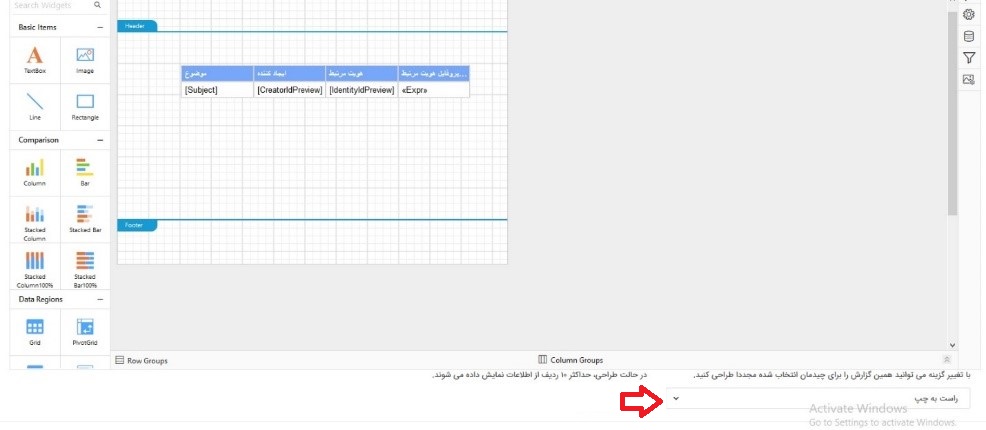 Search Widgets
Basic Items
TextBox
Image
Line
Rectangle
Comparison
Column
Bar
Stacked
Column
Stacked Bar
Stacked
Column100%
Stacked
Bar100%
Data Regions
Grid
PivotGrid
Header
موضوع
ایجاد کننده
هویت مرتبط
پروفایل هویت مرتبط...
[Subject]
[CreatorIdPreview]
[IdentityIdPreview]
«Expr»
Footer
Row Groups
Column Groups
با تغییر گزینه می توانید همین گزارش را برای چیدمان انتخاب شده مجددا طراحی کنید.
در حالت طراحی، حداکثر ۱۰ ردیف از اطلاعات نمایش داده می شوند.
راست به چپ
Activate Windows
Go to Settings to activate Windows.